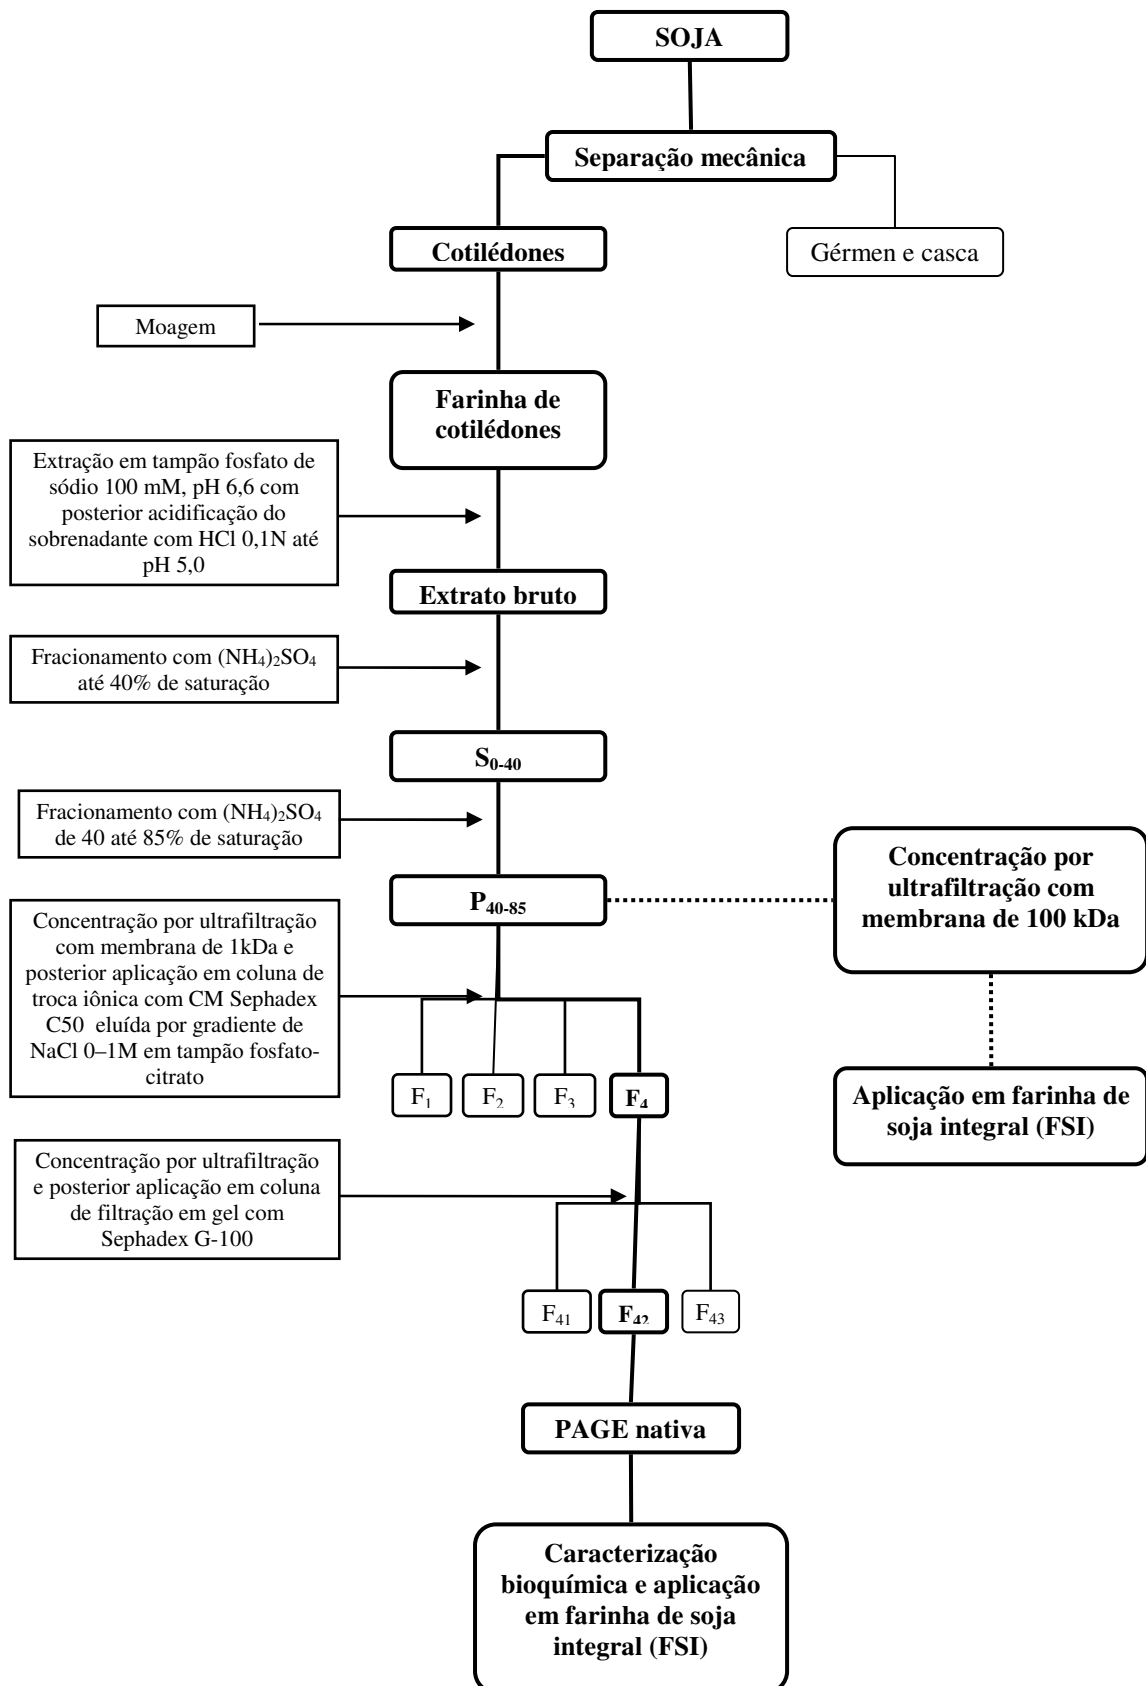 SOJA
Separação mecânica
Cotilédones
Gérmen e casca
Moagem
Farinha de
cotilédones
Extração em tampão fosfato de
sódio 100 mM, pH 6,6 com
posterior acidificação do
sobrenadante com HCl 0,1N até
pH 5,0
Extrato bruto
Fracionamento com (NH₄)₂SO₄
até 40% de saturação
S₀₋₄₀
Fracionamento com (NH₄)₂SO₄
de 40 até 85% de saturação
Concentração por
ultrafiltração com
membrana de 100 kDa
P₄₀₋₈₅
Concentração por ultrafiltração
com membrana de 1kDa e
posterior aplicação em coluna de
troca iônica com CM Sephadex
C50 eluída por gradiente de
NaCl 0–1M em tampão fosfato-
citrato
F₁ F₂ F₃ F₄
Aplicação em farinha de
soja integral (FSI)
Concentração por ultrafiltração
e posterior aplicação em coluna
de filtração em gel com
Sephadex G-100
F₄₁ F₄₂ F₄₃
PAGE nativa
Caracterização
bioquímica e aplicação
em farinha de soja
integral (FSI)